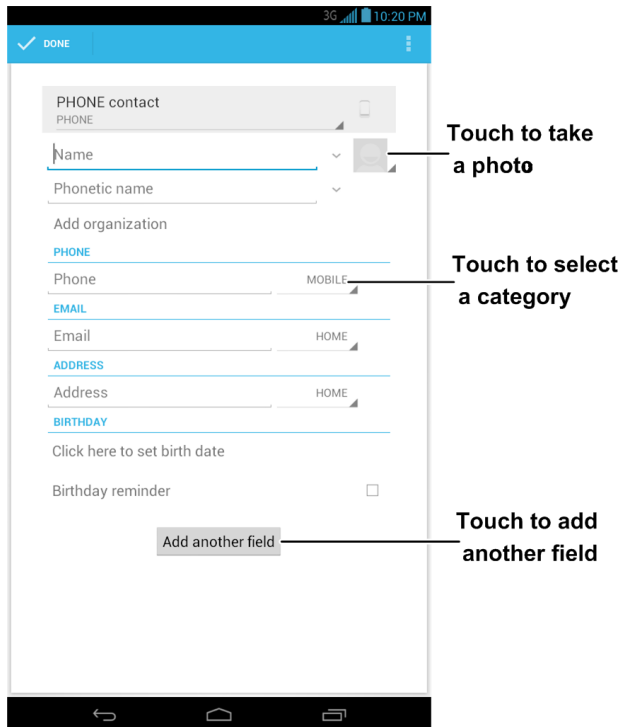 3G 10:20 PM
DONE
PHONE contact
PHONE
Name
Touch to take
a photo
Phonetic name
Add organization
PHONE
Phone MOBILE
Touch to select
a category
EMAIL
Email HOME
ADDRESS
Address HOME
BIRTHDAY
Click here to set birth date
Birthday reminder
Add another field
Touch to add
another field